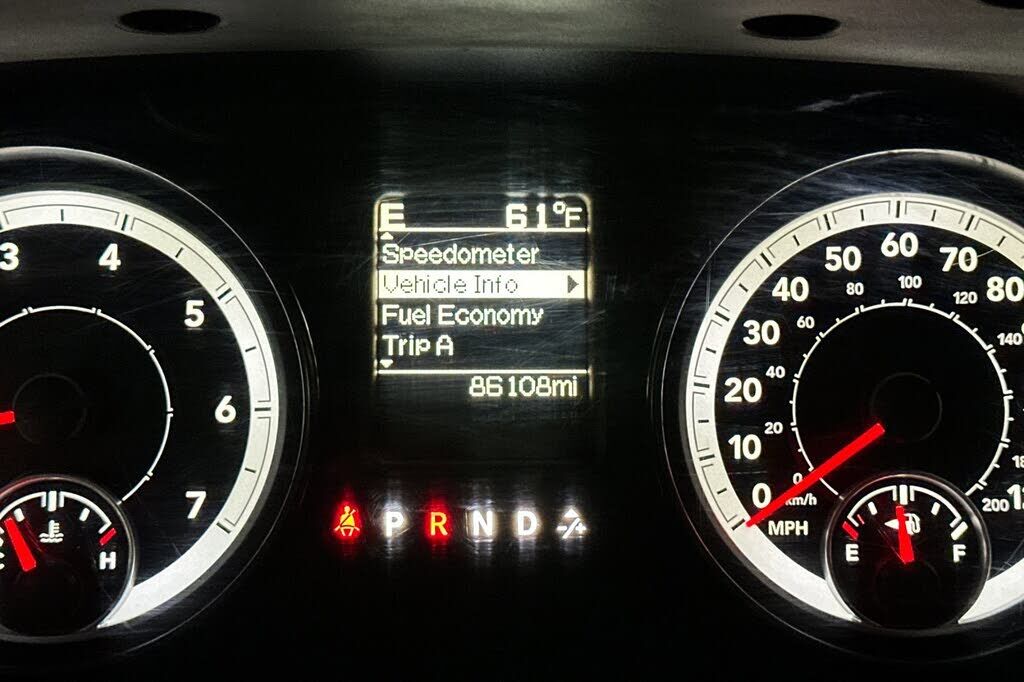 E 61°F
Speedometer
Vehicle Info
Fuel Economy
Trip A
86108mi
3 4 5 6 7
C H
P R N D
0 10 20 30 40 50 60 70 80
0 20 40 60 80 100 120 140 200
km/h
MPH
E F